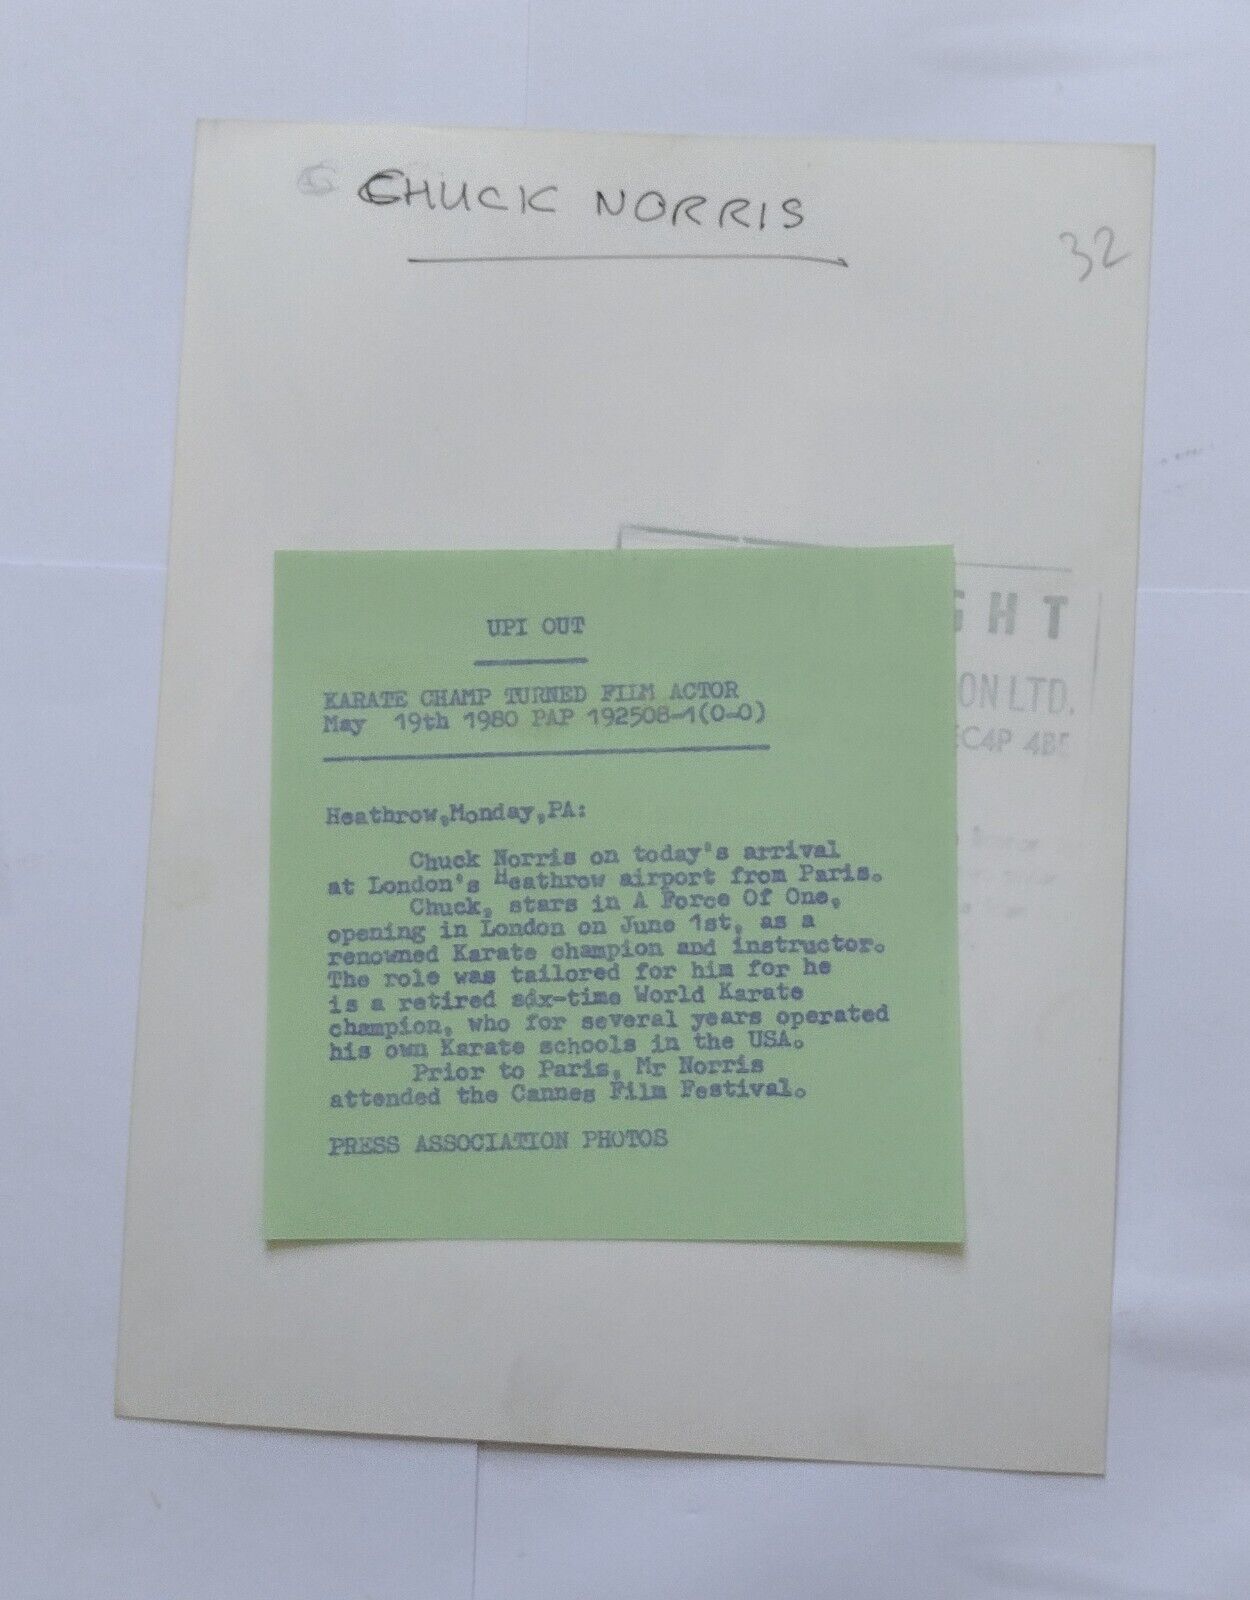 CHUCK NORRIS
32
GHT
ON LTD.
EC4P 4BE
UPI OUT
KARATE CHAMP TURNED FILM ACTOR
May 19th 1980 PAP 192508-1(0-0)
Heathrow,Monday,PA:
Chuck Norris on today's arrival
at London's Heathrow airport from Paris.
Chuck, stars in A Force Of One,
opening in London on June 1st, as a
renowned Karate champion and instructor.
The role was tailored for him for he
is a retired sdx-time World Karate
champion, who for several years operated
his own Karate schools in the USA.
Prior to Paris, Mr Norris
attended the Cannes Film Festival.
PRESS ASSOCIATION PHOTOS